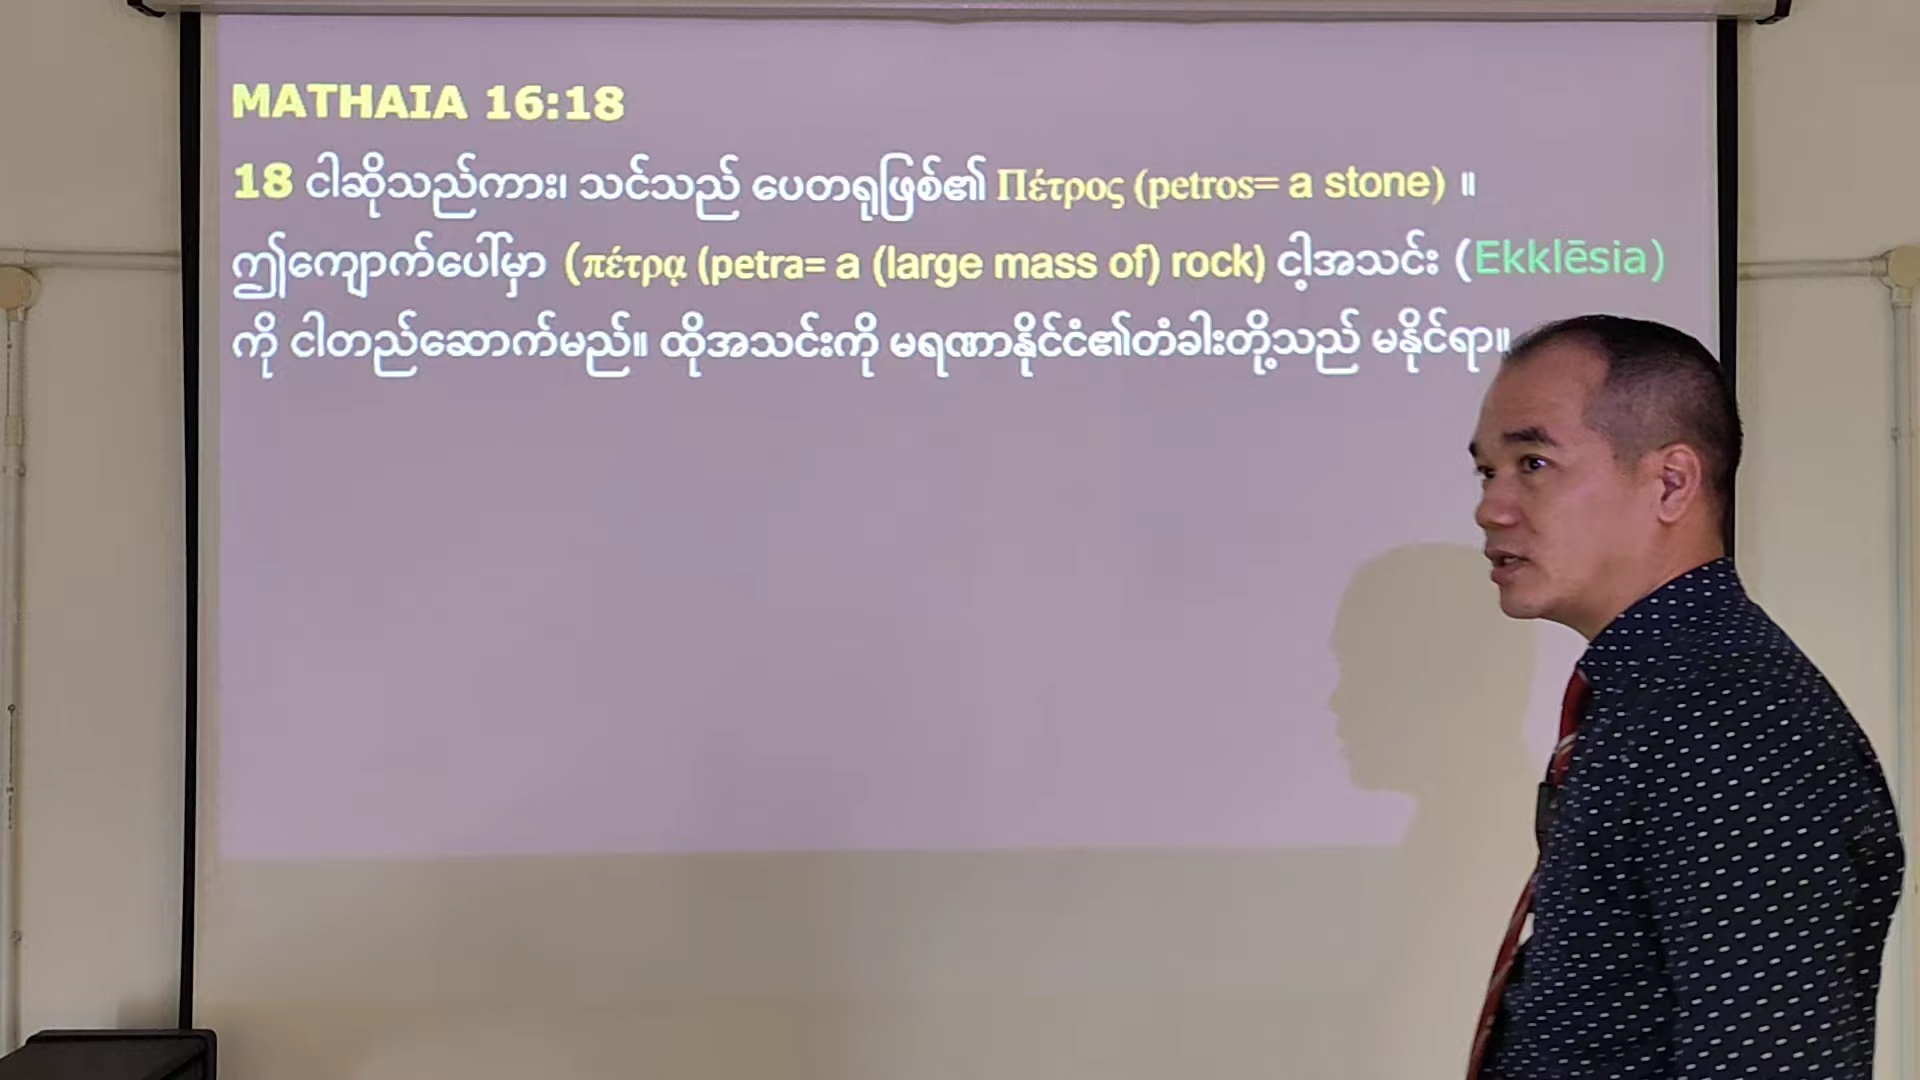 MATHAIA 16:18
18 ငါဆိုသည်ကား၊ သင်သည် ပေတရုဖြစ်၏ Πέτρος (petros= a stone) ။
ဤကျောက်ပေါ်မှာ (πέτρᾳ (petra= a (large mass of) rock) ငါ့အသင်း (Ekklēsia)
ကို ငါတည်ဆောက်မည်။ ထိုအသင်းကို မရဏာနိုင်ငံ၏တံခါးတို့သည် မနိုင်ရာ။